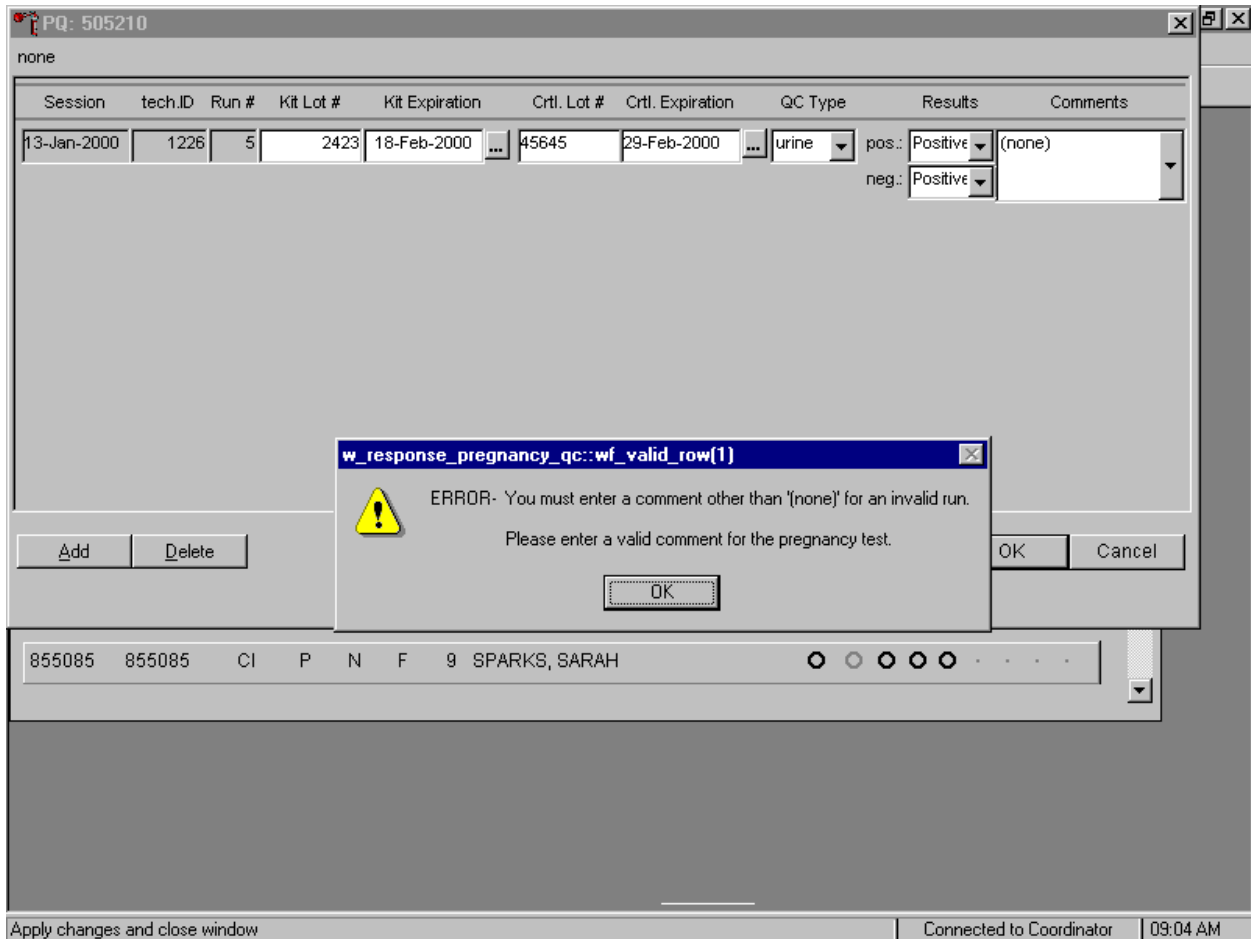 PQ: 505210
none
Session tech.ID Run # Kit Lot # Kit Expiration Crtl. Lot # Crtl. Expiration QC Type Results Comments
13-Jan-2000 1226 5 2423 18-Feb-2000 ... 45645 29-Feb-2000 ... urine pos.: Positive (none)
neg.: Positive
w_response_pregnancy_qc::wf_valid_row(1)
ERROR- You must enter a comment other than '(none)' for an invalid run.
Please enter a valid comment for the pregnancy test.
OK
Add Delete OK Cancel
855085 855085 CI P N F 9 SPARKS, SARAH
Apply changes and close window Connected to Coordinator 09:04 AM